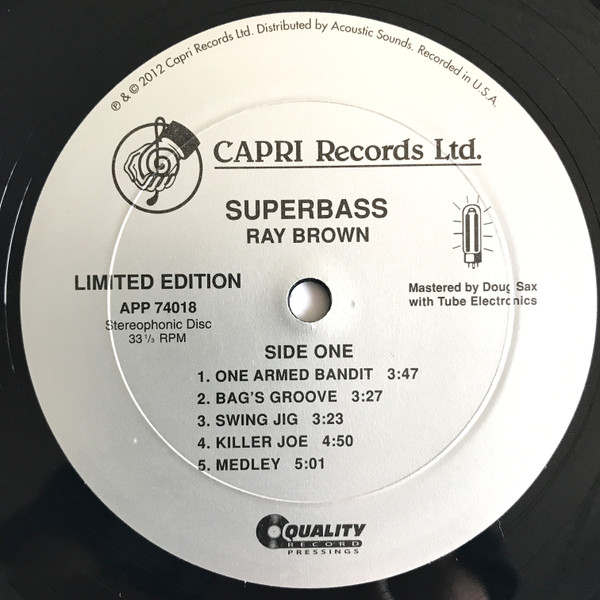 ℗ & © 2012 Capri Records Ltd. Distributed by Acoustic Sounds. Recorded in U.S.A.
CAPRI Records Ltd.
SUPERBASS
RAY BROWN
LIMITED EDITION
APP 74018
Stereophonic Disc
33 1/3 RPM
Mastered by Doug Sax
with Tube Electronics
SIDE ONE
1. ONE ARMED BANDIT 3:47
2. BAG'S GROOVE 3:27
3. SWING JIG 3:23
4. KILLER JOE 4:50
5. MEDLEY 5:01
QUALITY
RECORD
PRESSINGS